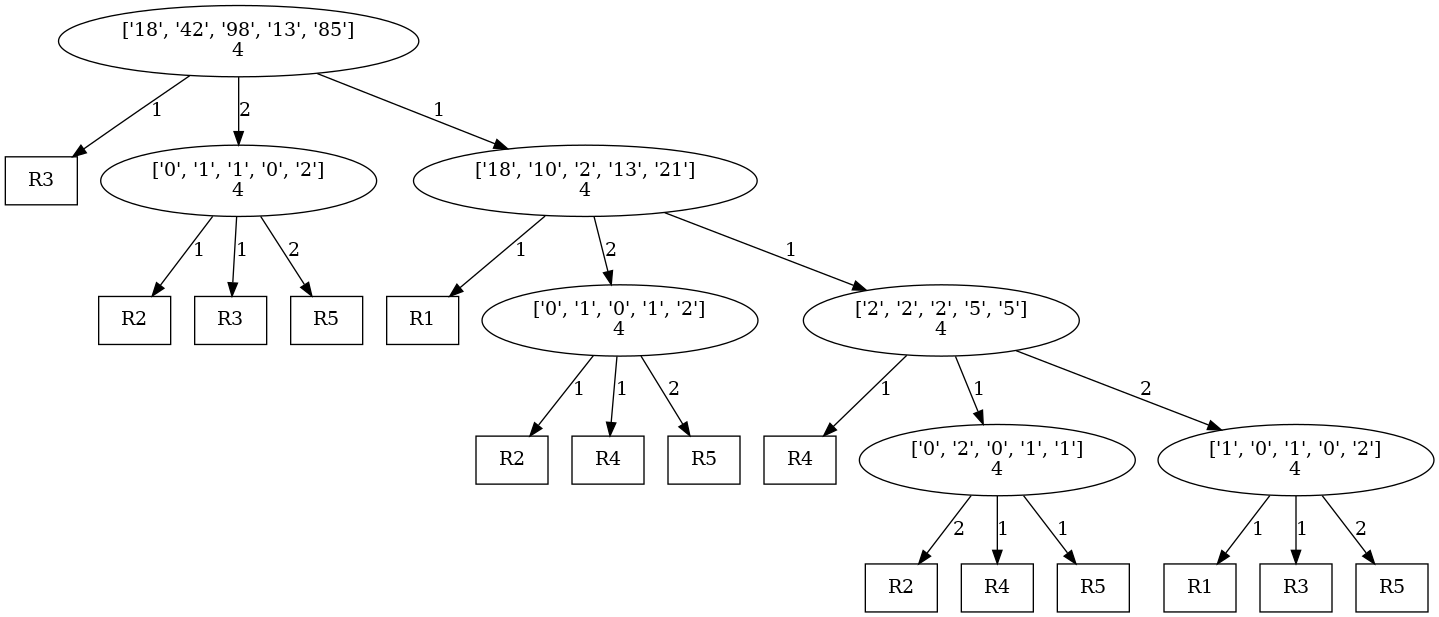 ['18', '42', '98', '13', '85']
4
1
2
1
R3
['0', '1', '1', '0', '2']
4
['18', '10', '2', '13', '21']
4
1
1
2
1
2
1
R2
R3
R5
R1
['0', '1', '0', '1', '2']
4
['2', '2', '2', '5', '5']
4
1
1
2
1
1
2
R2
R4
R5
R4
['0', '2', '0', '1', '1']
4
['1', '0', '1', '0', '2']
4
2
1
1
1
1
2
R2
R4
R5
R1
R3
R5